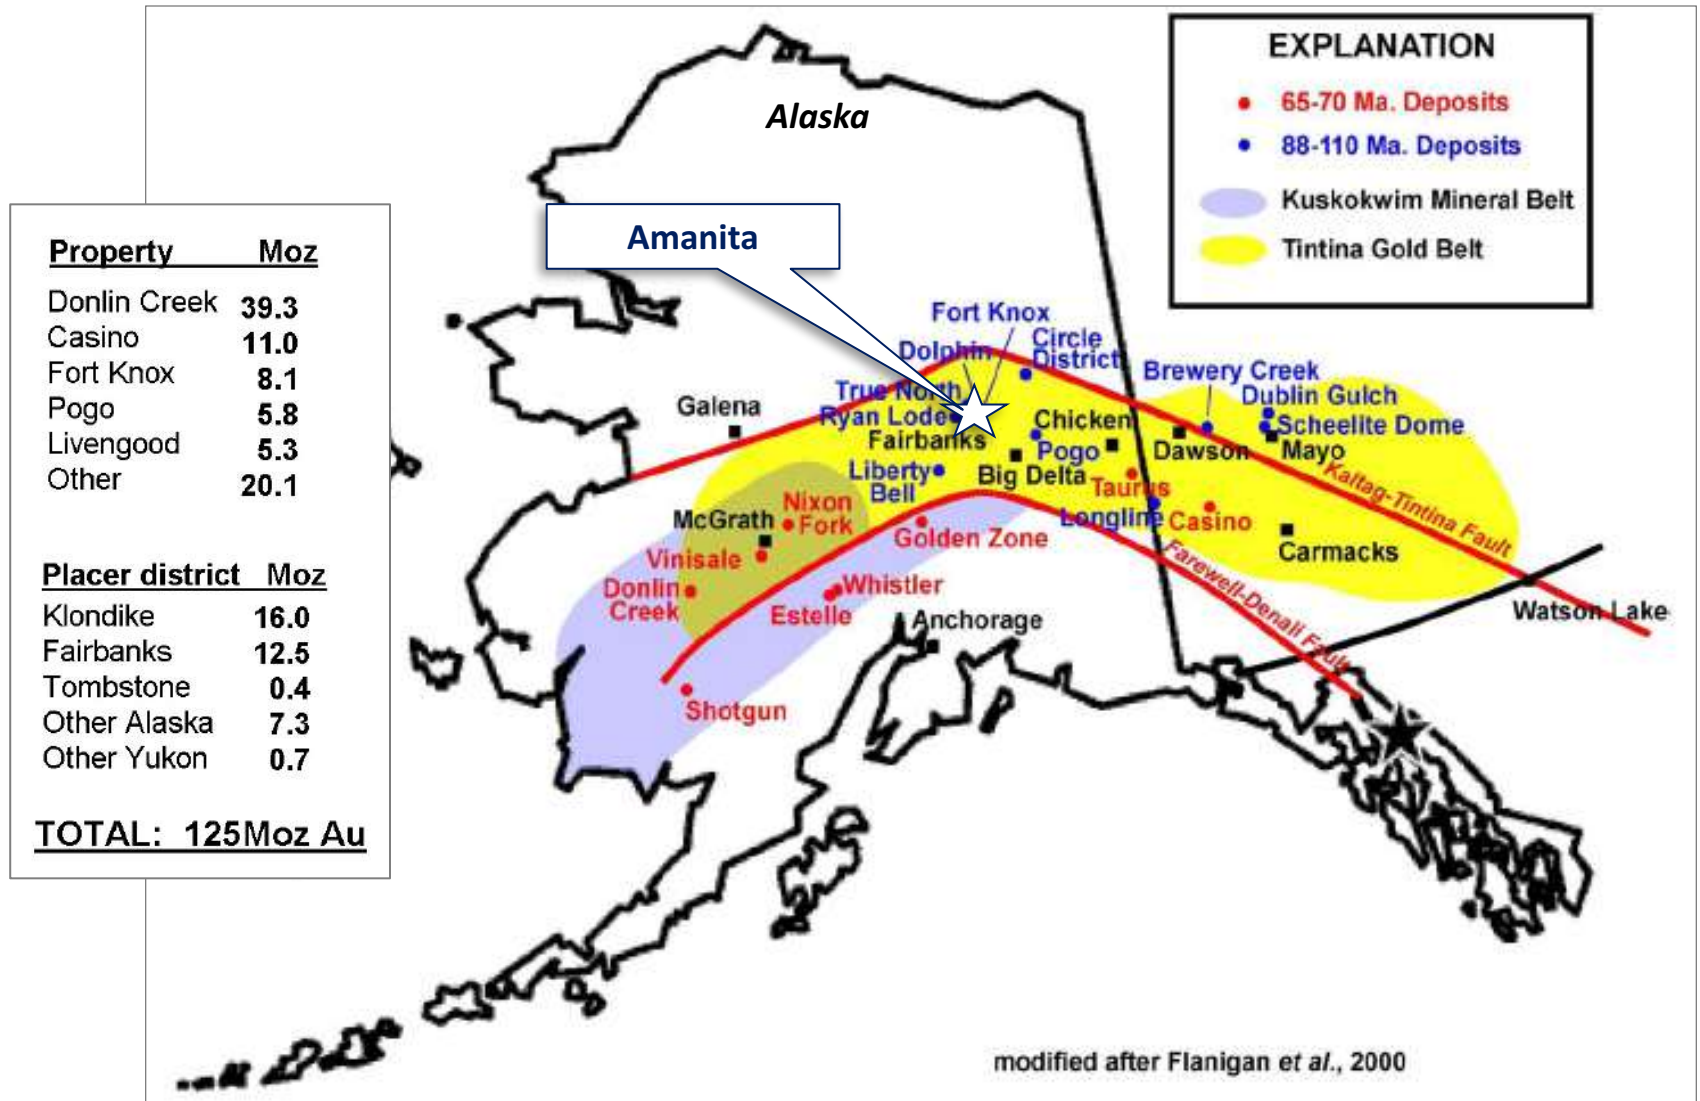 Property Moz
Donlin Creek 39.3
Casino 11.0
Fort Knox 8.1
Pogo 5.8
Livengood 5.3
Other 20.1
Placer district Moz
Klondike 16.0
Fairbanks 12.5
Tombstone 0.4
Other Alaska 7.3
Other Yukon 0.7
TOTAL: 125Moz Au
Alaska
Amanita
EXPLANATION
65-70 Ma. Deposits
88-110 Ma. Deposits
Kuskokwim Mineral Belt
Tintina Gold Belt
Fort Knox
Dolphin
Circle
District
True North
Ryan Lode
Fairbanks
Galena
Chicken
Pogo
Big Delta
Liberty
Bell
Brewery Creek
Dublin Gulch
Scheelite Dome
Mayo
Dawson
Taurus
Longline
Casino
Carmacks
Kaltag-Tintina Fault
Farewell-Denali Fault
Watson Lake
Nixon
Fork
McGrath
Vinisale
Donlin
Creek
Golden Zone
Whistler
Estelle
Anchorage
Shotgun
modified after Flanigan et al., 2000